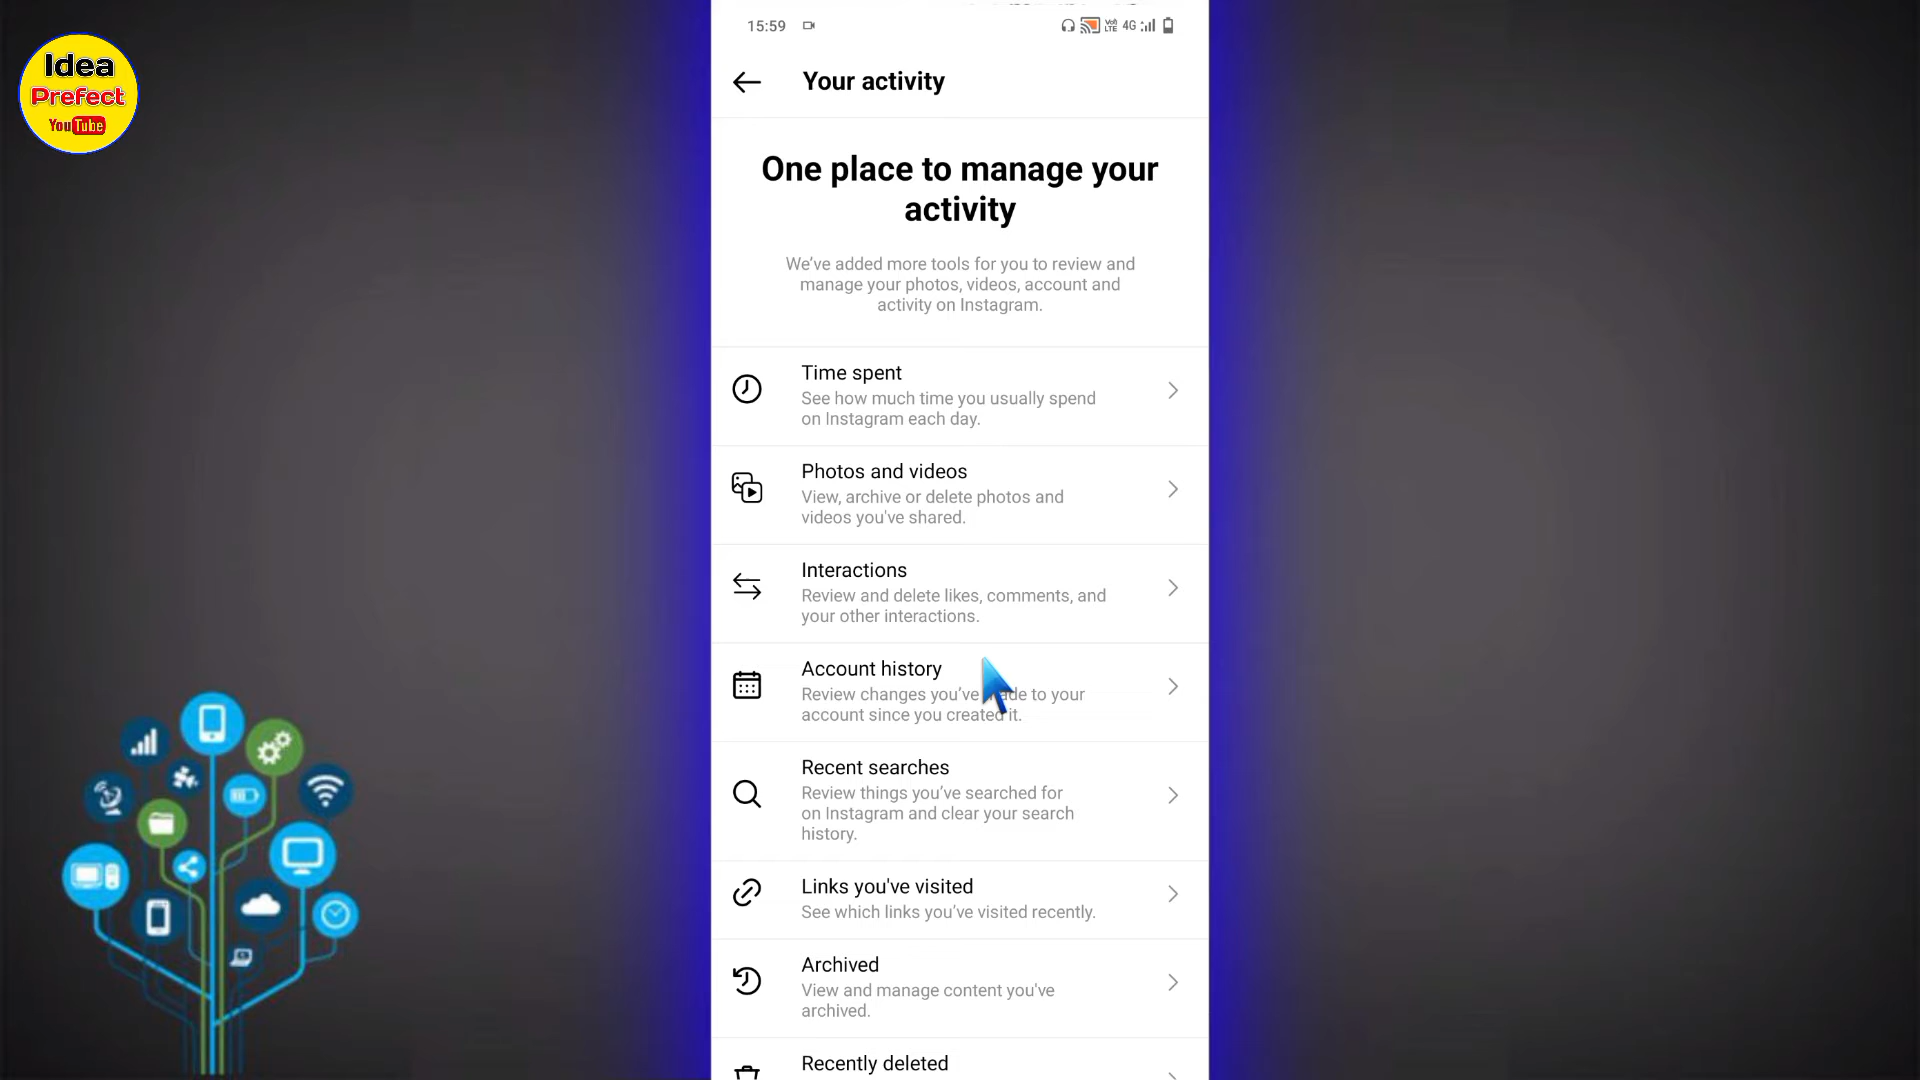 Idea
Prefect
YouTube
15:59
VoLTE 4G
Your activity
One place to manage your
activity
We've added more tools for you to review and
manage your photos, videos, account and
activity on Instagram.
Time spent
See how much time you usually spend
on Instagram each day.
Photos and videos
View, archive or delete photos and
videos you've shared.
Interactions
Review and delete likes, comments, and
your other interactions.
Account history
Review changes you've made to your
account since you created it.
Recent searches
Review things you've searched for
on Instagram and clear your search
history.
Links you've visited
See which links you've visited recently.
Archived
View and manage content you've
archived.
Recently deleted